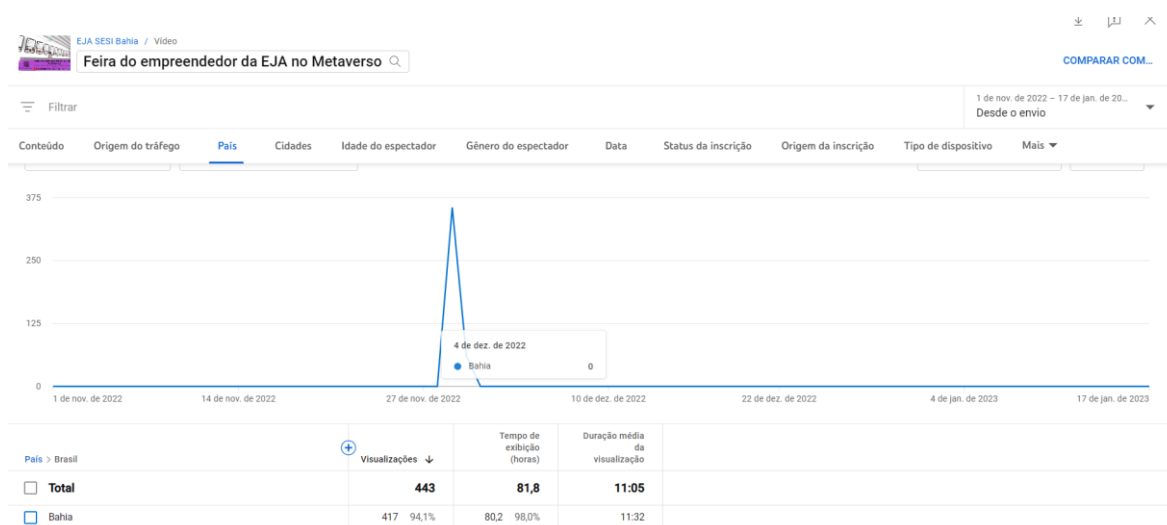 EJA SESI Bahia / Vídeo
Feira do empreendedor da EJA no Metaverso
COMPARAR COM...
Filtrar
1 de nov. de 2022 – 17 de jan. de 20...
Desde o envio
Conteúdo Origem do tráfego País Cidades Idade do espectador Gênero do espectador Data Status da inscrição Origem da inscrição Tipo de dispositivo Mais
375
250
125
4 de dez. de 2022
Bahia 0
0
1 de nov. de 2022 14 de nov. de 2022 27 de nov. de 2022 10 de dez. de 2022 22 de dez. de 2022 4 de jan. de 2023 17 de jan. de 2023
País > Brasil
Visualizações
Tempo de
exibição
(horas)
Duração média
da
visualização
Total 443 81,8 11:05
Bahia 417 94,1% 80,2 98,0% 11:32